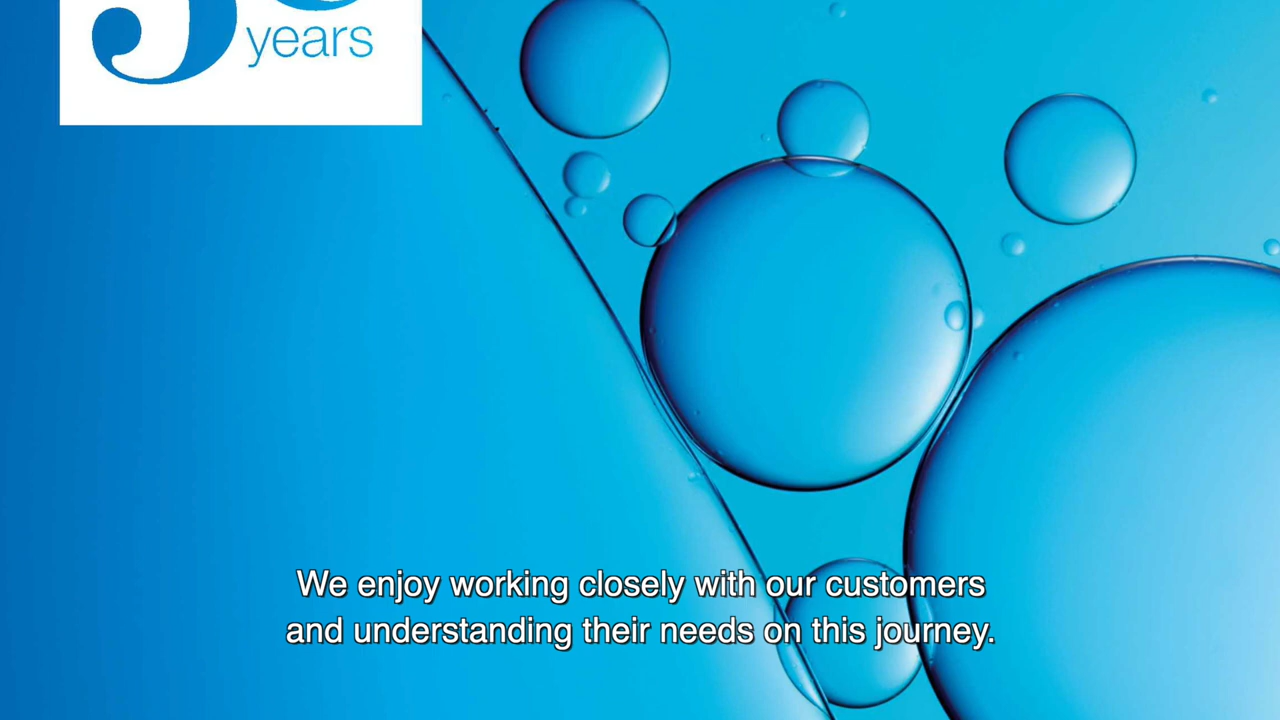 years
We enjoy working closely with our customers
and understanding their needs on this journey.